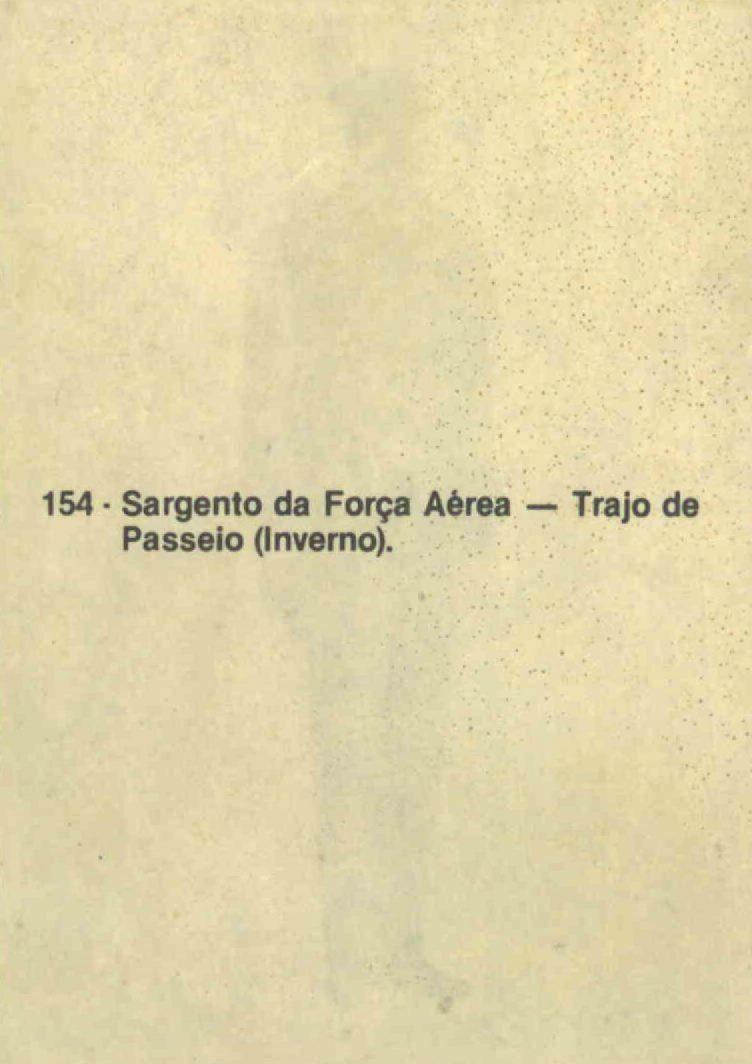 154 · Sargento da Força Aérea — Trajo de
Passeio (Inverno).